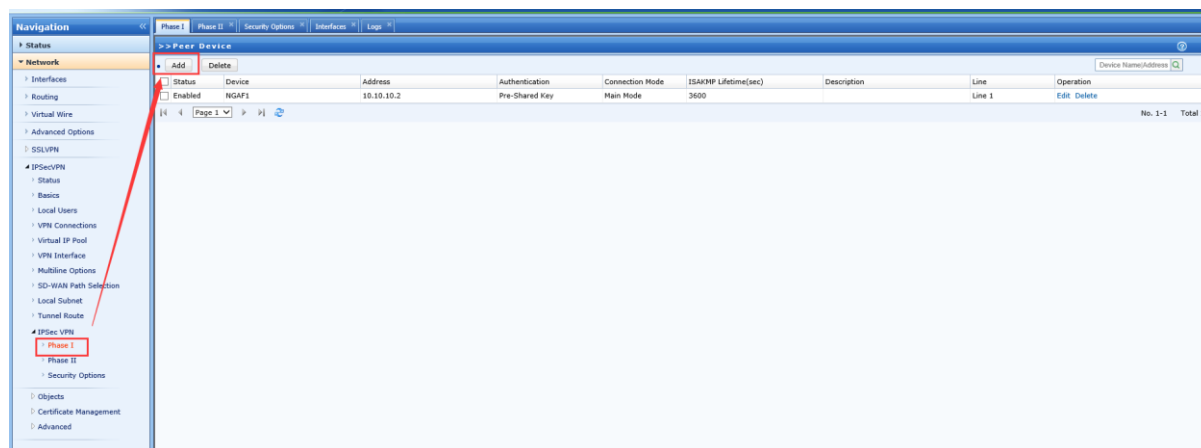 Navigation «
Phase I Phase II × Security Options × Interfaces × Logs ×
Status
>>Peer Device
Network
Add Delete
Device Name|Address
Status Device Address Authentication Connection Mode ISAKMP Lifetime(sec) Description Line Operation
Enabled NGAF1 10.10.10.2 Pre-Shared Key Main Mode 3600 Line 1 Edit Delete
Page 1
No. 1-1 Total
Interfaces
Routing
Virtual Wire
Advanced Options
SSLVPN
IPSecVPN
Status
Basics
Local Users
VPN Connections
Virtual IP Pool
VPN Interface
Multiline Options
SD-WAN Path Selection
Local Subnet
Tunnel Route
IPSec VPN
Phase I
Phase II
Security Options
Objects
Certificate Management
Advanced